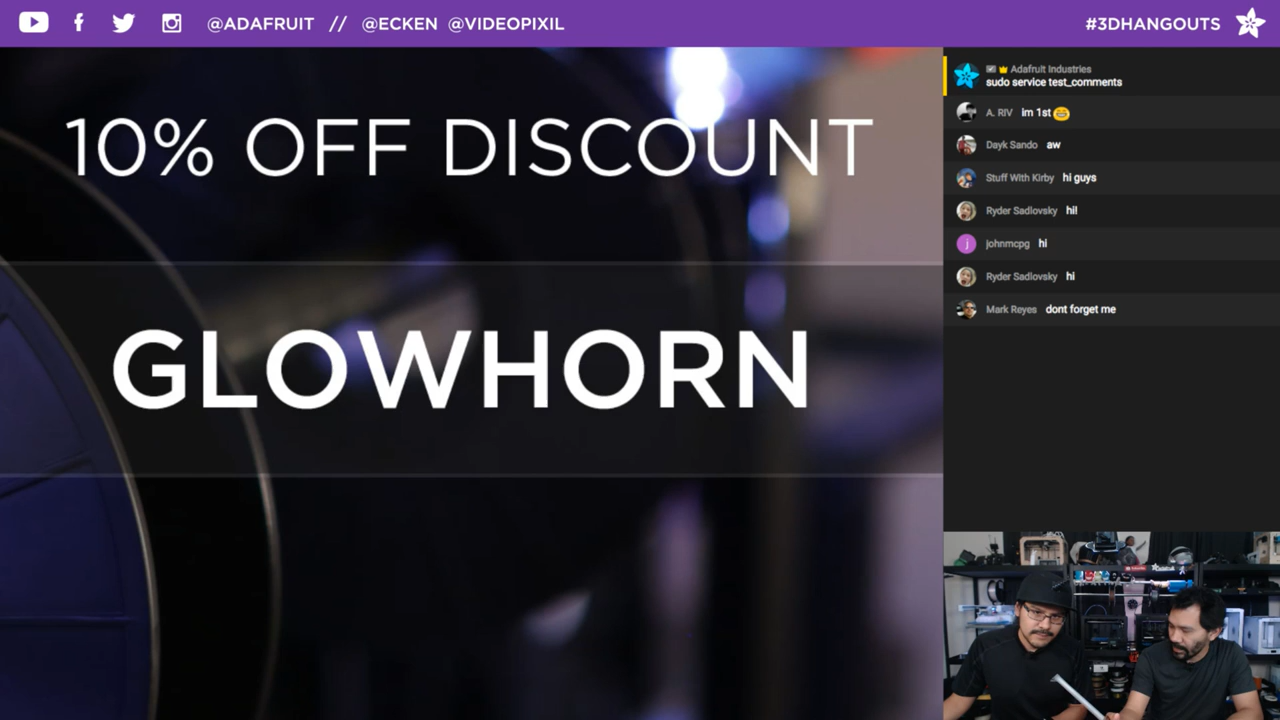 @ADAFRUIT // @ECKEN @VIDEOPIXIL
#3DHANGOUTS
10% OFF DISCOUNT
GLOWHORN
Adafruit Industries
sudo service test_comments
A. RIV im 1st😂
Dayk Sando aw
Stuff With Kirby hi guys
Ryder Sadlovsky hi!
j johnmcpg hi
Ryder Sadlovsky hi
Mark Reyes dont forget me